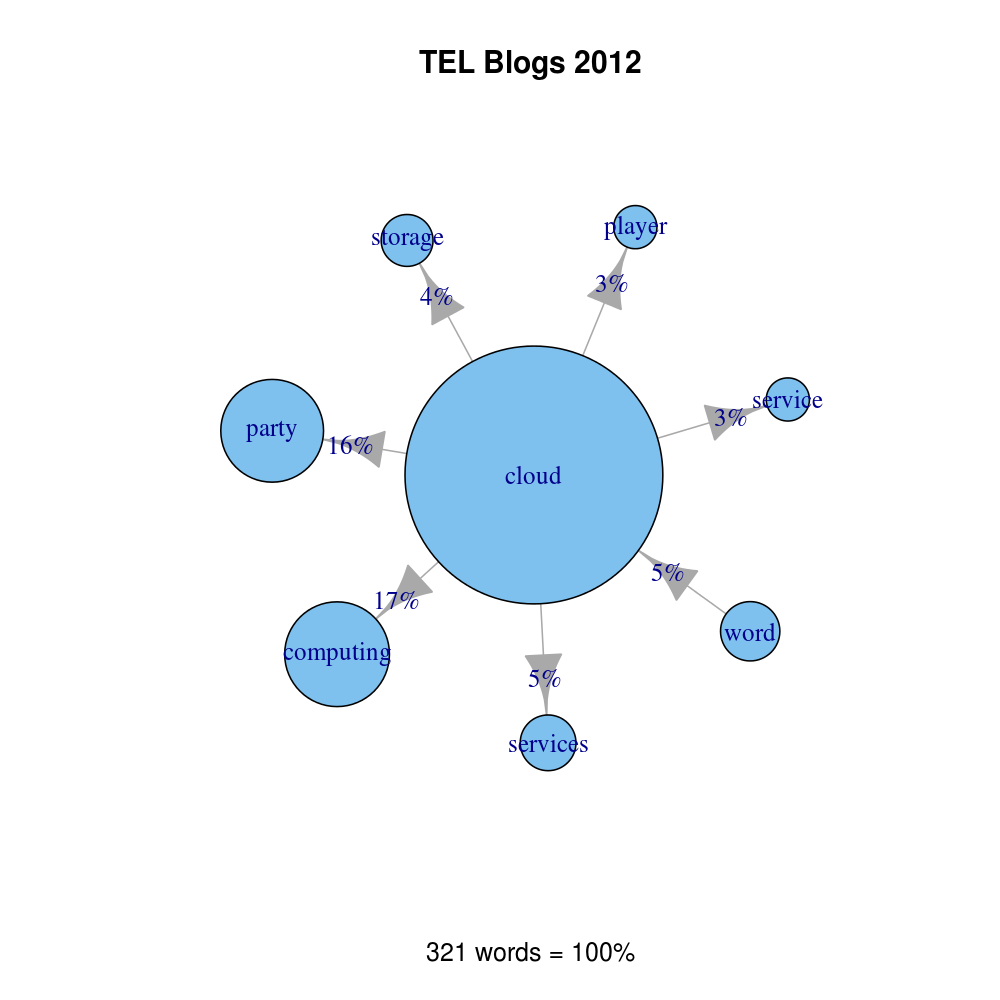 TEL Blogs 2012
player
storage
3%
4%
service
3%
party
16%
cloud
5%
17%
word
computing
5%
services
321 words = 100%